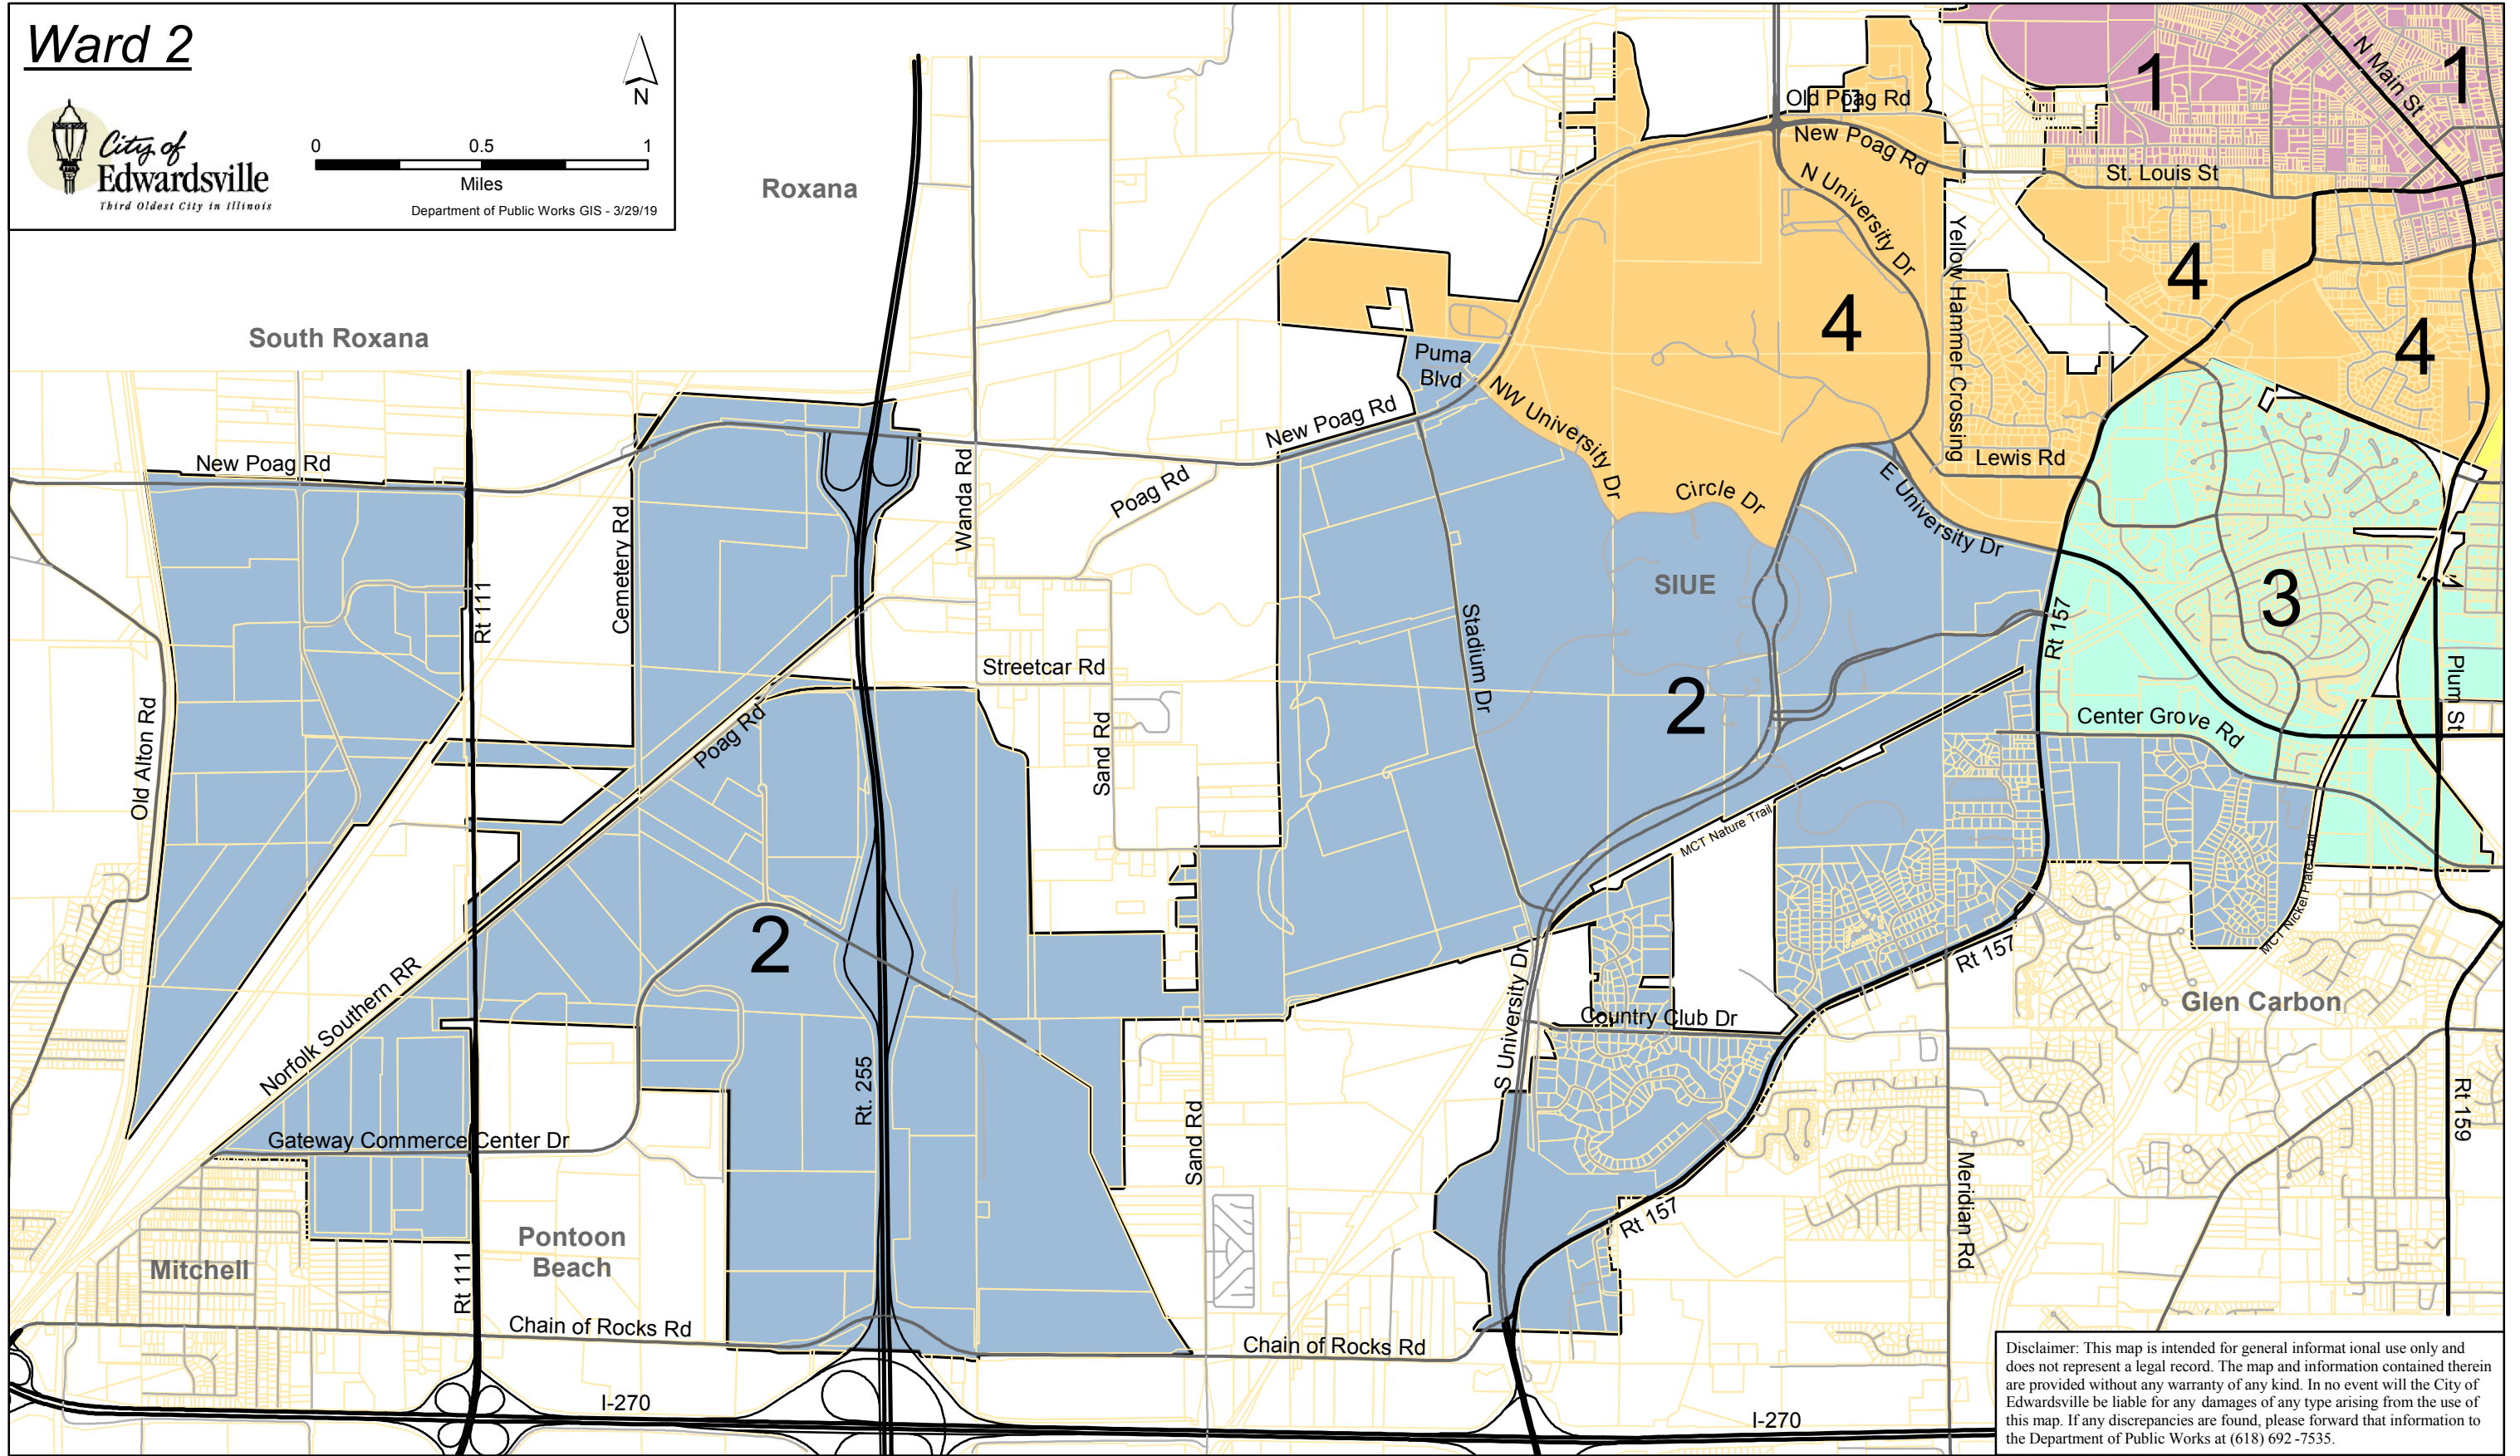 Ward 2
N
City of
Edwardsville
Third Oldest City in Illinois
0 0.5 1
Miles
Department of Public Works GIS - 3/29/19
Roxana
South Roxana
Old Poag Rd
New Poag Rd
N Main St
1
1
St. Louis St
N University Dr
Yellow Hammer Crossing
4
4
4
Puma
Blvd
NW University Dr
New Poag Rd
New Poag Rd
Lewis Rd
Circle Dr
E University Dr
Poag Rd
Wanda Rd
Cemetery Rd
Rt 111
SIUE
3
Rt 157
Stadium Dr
Streetcar Rd
2
Plum St
Center Grove Rd
Old Alton Rd
Poag Rd
Sand Rd
MCT Nature Trail
MCT Nickel Plate Trail
2
Rt 157
Norfolk Southern RR
S University Dr
Country Club Dr
Glen Carbon
Rt. 255
Rt 159
Gateway Commerce Center Dr
Sand Rd
Meridian Rd
Rt 157
Pontoon
Beach
Mitchell
Rt 111
Chain of Rocks Rd
Chain of Rocks Rd
I-270
I-270
Disclaimer: This map is intended for general informat ional use only and
does not represent a legal record. The map and information contained therein
are provided without any warranty of any kind. In no event will the City of
Edwardsville be liable for any damages of any type arising from the use of
this map. If any discrepancies are found, please forward that information to
the Department of Public Works at (618) 692 -7535.